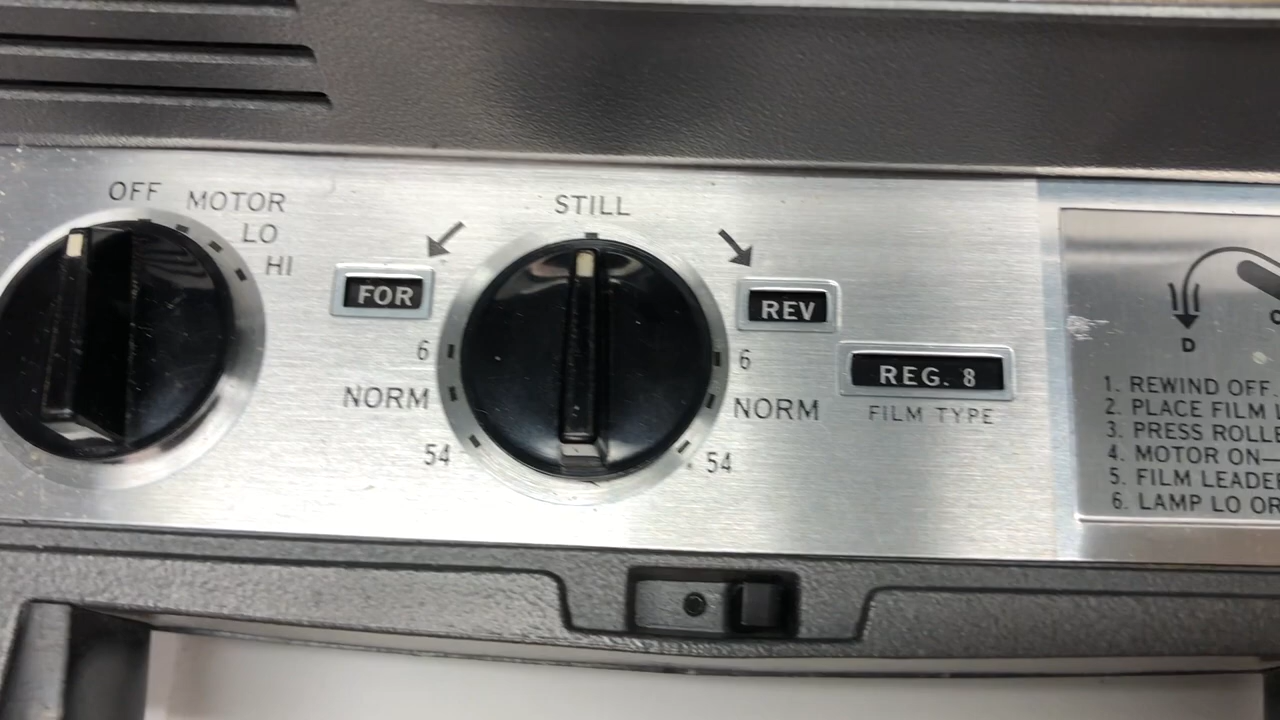 OFF
MOTOR
LO
HI
STILL
FOR
REV
6
NORM
54
6
NORM
54
REG. 8
FILM TYPE
D
1. REWIND OFF.
2. PLACE FILM
3. PRESS ROLLE
4. MOTOR ON—
5. FILM LEADER
6. LAMP LO OR